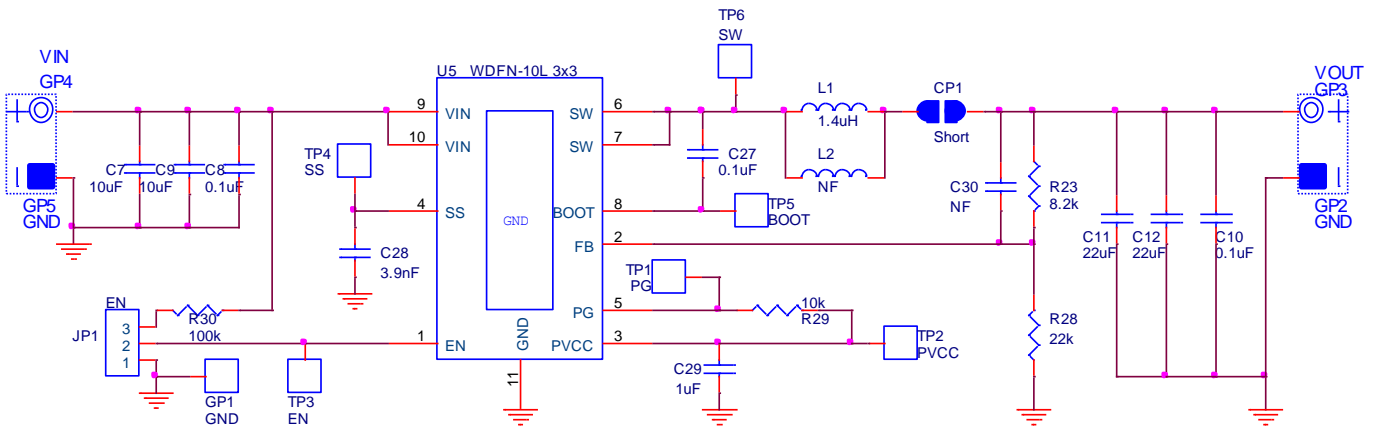 VIN
GP4
GP5
GND
C7
10uF
C9
10uF
C8
0.1uF
EN
JP1
3
2
1
R30
100k
GP1
GND
TP3
EN
TP4
SS
C28
3.9nF
U5 WDFN-10L 3x3
9
VIN
10
VIN
4
SS
1
EN
GND
GND
11
SW
6
SW
7
BOOT
8
FB
2
PG
5
PVCC
3
TP6
SW
C27
0.1uF
TP5
BOOT
L1
1.4uH
L2
NF
CP1
Short
TP1
PG
10k
R29
TP2
PVCC
C29
1uF
C30
NF
R23
8.2k
R28
22k
C11
22uF
C12
22uF
C10
0.1uF
VOUT
GP3
GP2
GND